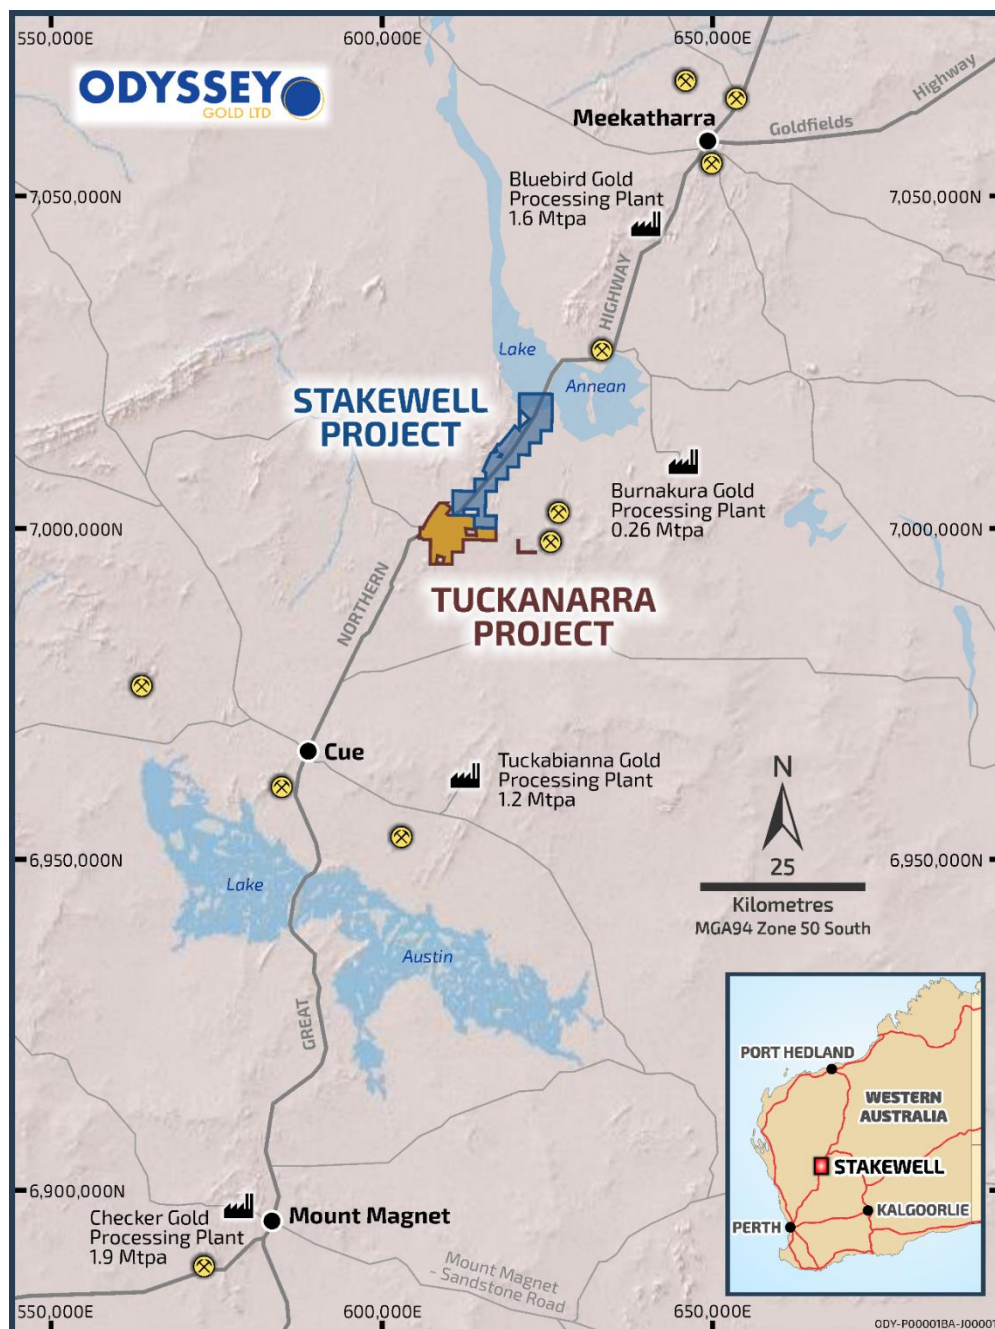 550,000E
600,000E
650,000E
ODYSSEY
GOLD LTD
Highway
Meekatharra
Goldfields
Bluebird Gold
Processing Plant
1.6 Mtpa
7,050,000N
7,050,000N
HIGHWAY
Lake
Annean
STAKEWELL
PROJECT
Burnakura Gold
Processing Plant
0.26 Mtpa
7,000,000N
7,000,000N
TUCKANARRA
PROJECT
NORTHERN
Cue
Tuckabianna Gold
Processing Plant
1.2 Mtpa
N
25
Kilometres
MGA94 Zone 50 South
6,950,000N
6,950,000N
Lake
Austin
GREAT
PORT HEDLAND
WESTERN
AUSTRALIA
STAKEWELL
KALGOORLIE
PERTH
6,900,000N
Checker Gold
Processing Plant
1.9 Mtpa
Mount Magnet
Mount Magnet
- Sandstone Road
550,000E
600,000E
650,000E
ODY-P00001BA-J00001